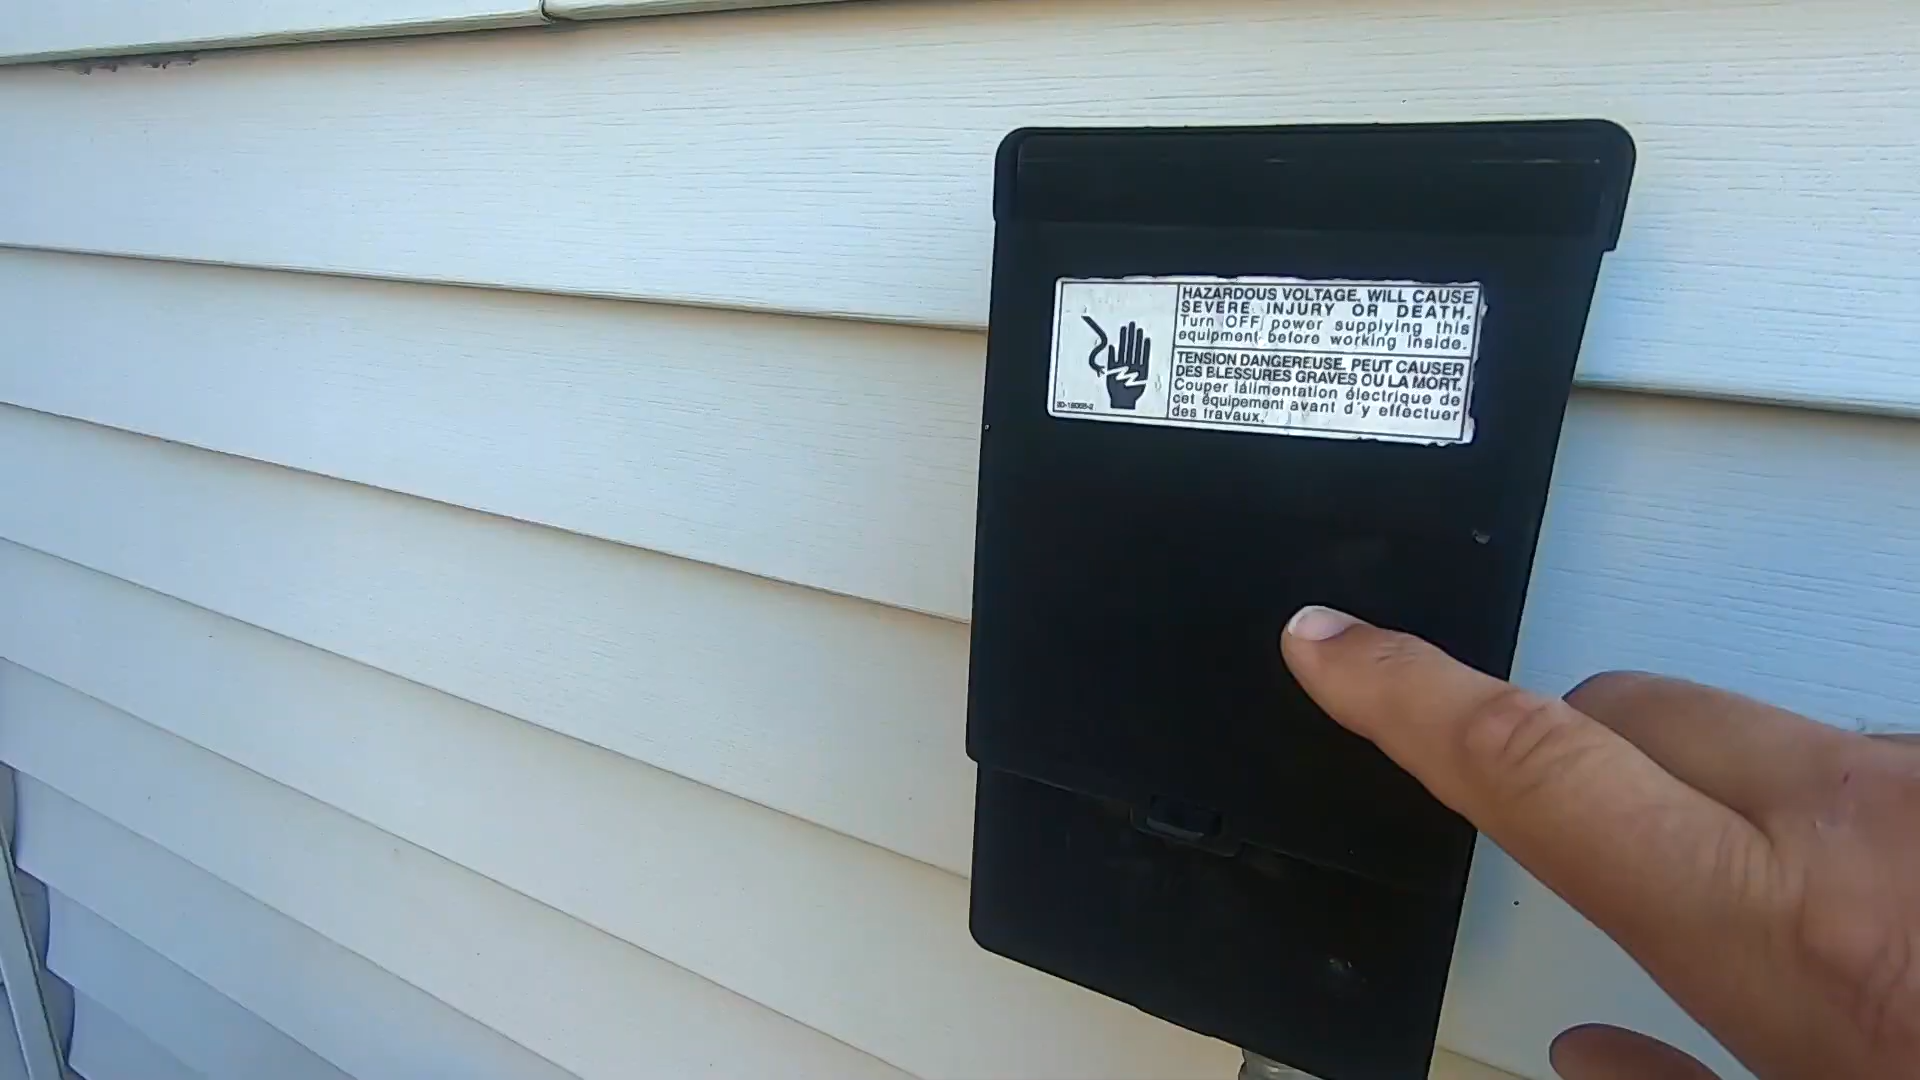 HAZARDOUS VOLTAGE. WILL CAUSE
SEVERE INJURY OR DEATH.
Turn OFF power supplying this
equipment before working inside.
TENSION DANGEREUSE. PEUT CAUSER
DES BLESSURES GRAVES OU LA MORT.
Couper lálimentation électrique de
cet équipement avant d'y effectuer
des travaux.